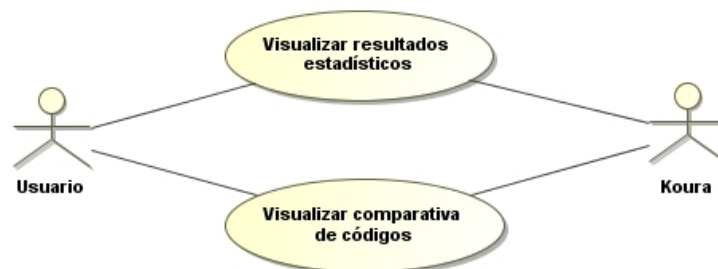 Visualizar resultados
estadísticos
Usuario
Koura
Visualizar comparativa
de códigos